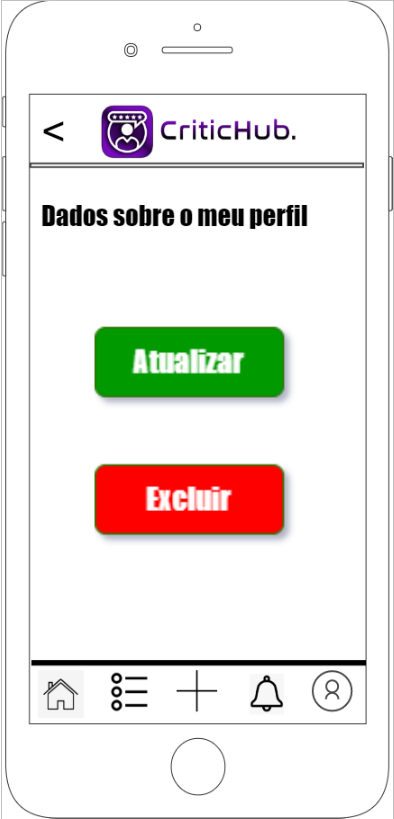 <
CriticHub.
Dados sobre o meu perfil
Atualizar
Excluir